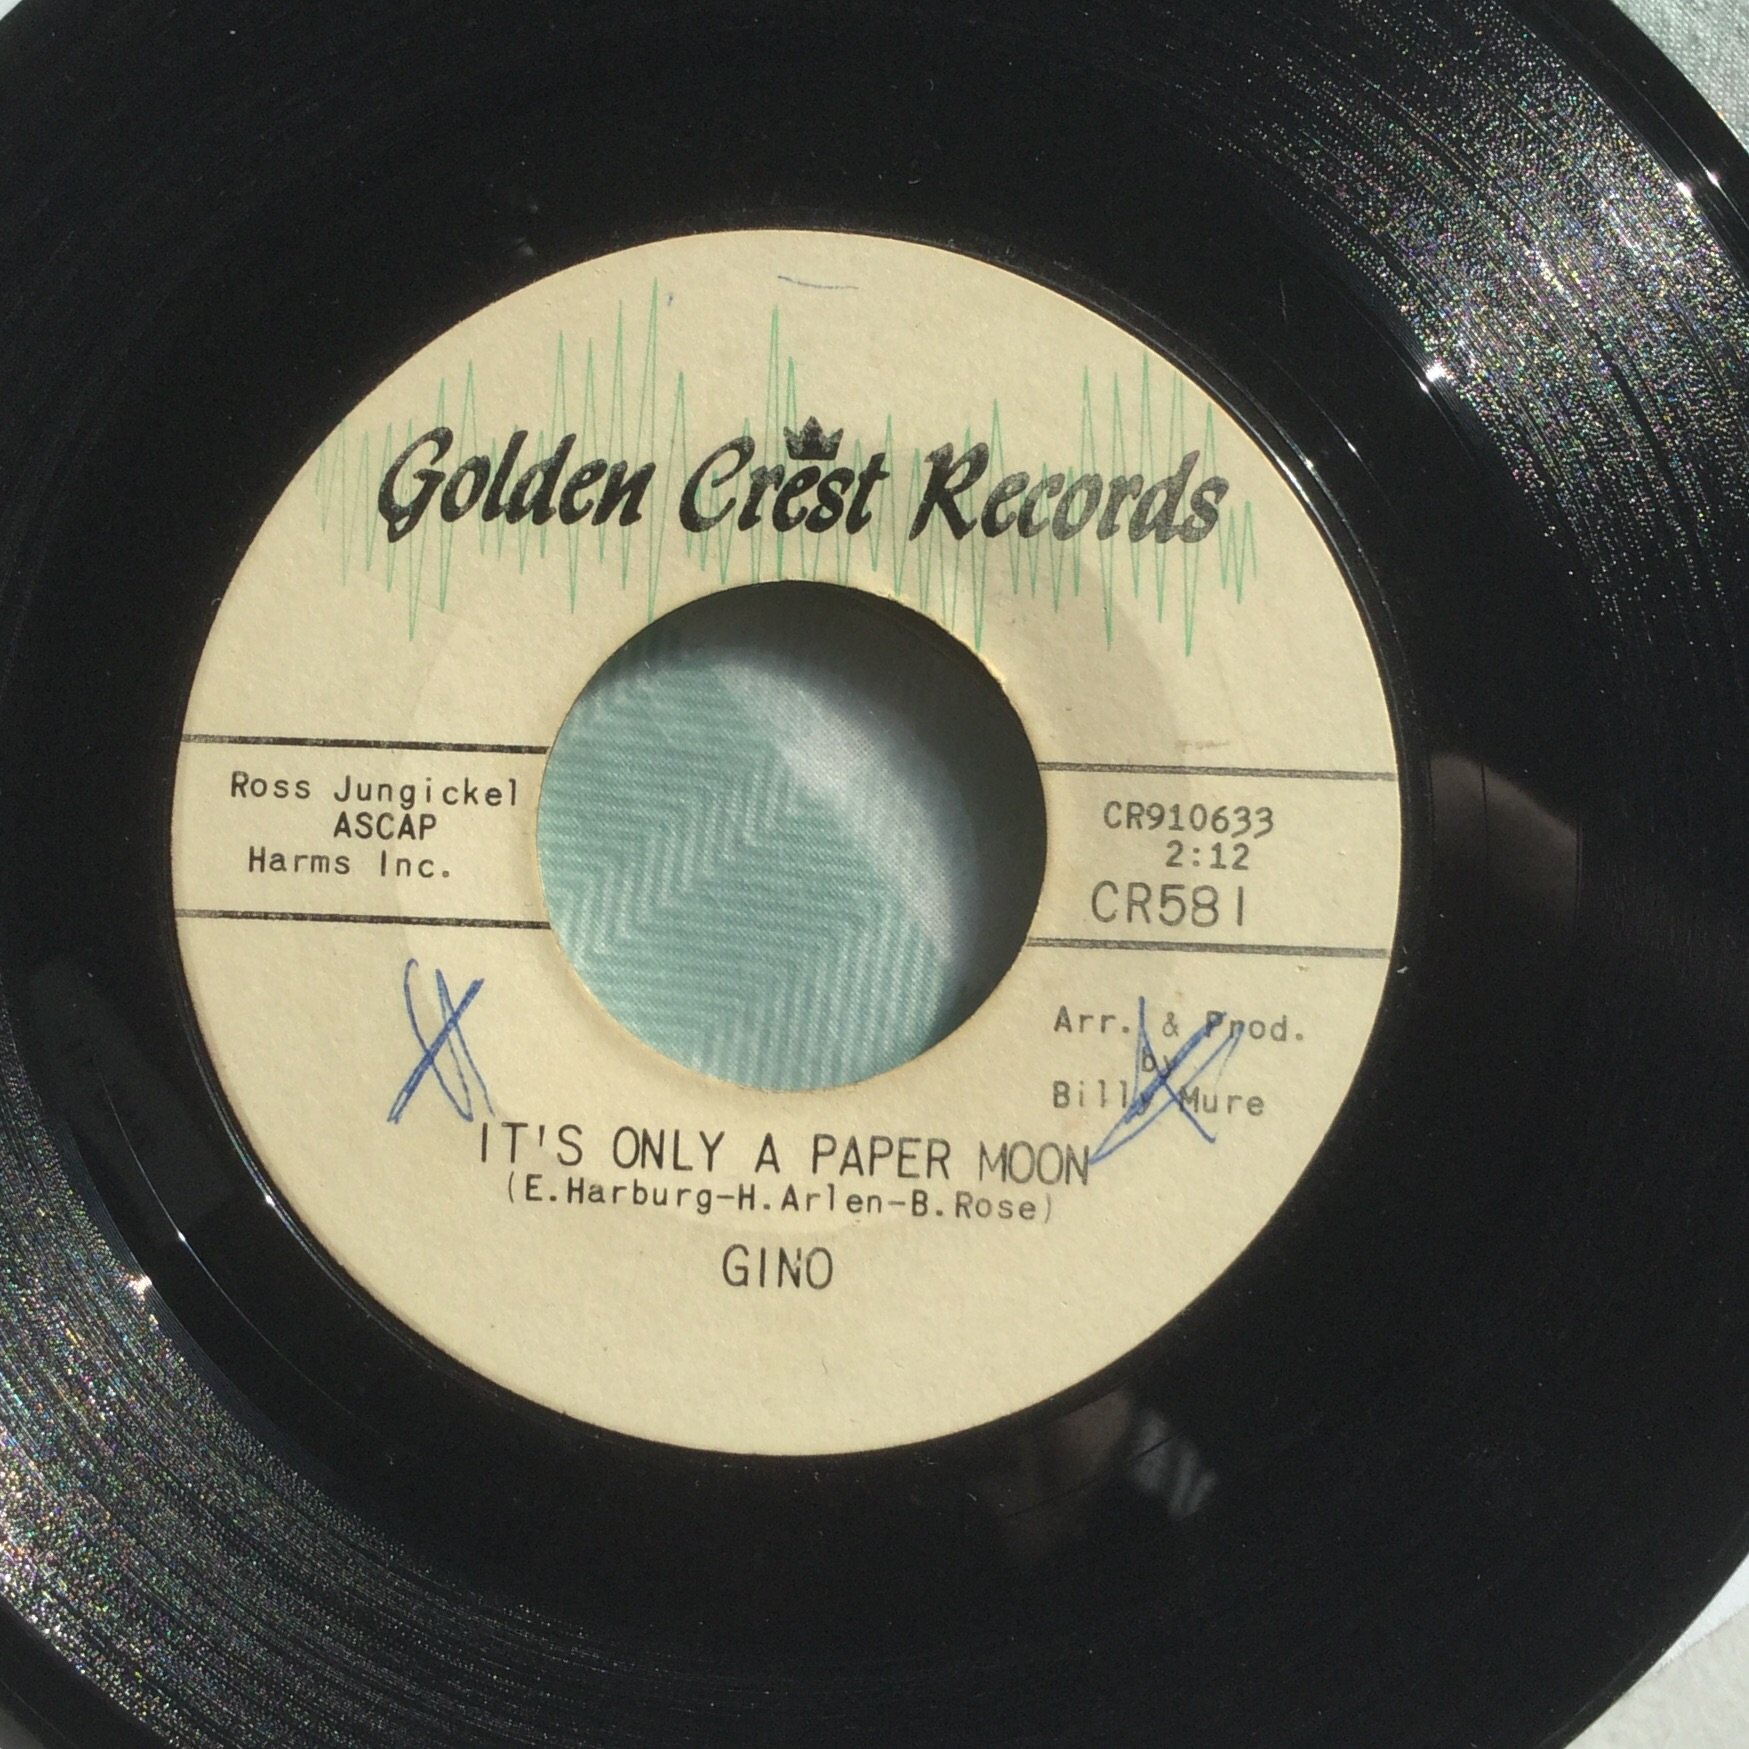 Golden Crest Records
Ross Jungickel
ASCAP
Harms Inc.
CR910633
2:12
CR581
Arr. & Prod.
by
Billy Mure
IT'S ONLY A PAPER MOON
(E.Harburg-H.Arlen-B.Rose)
GINO